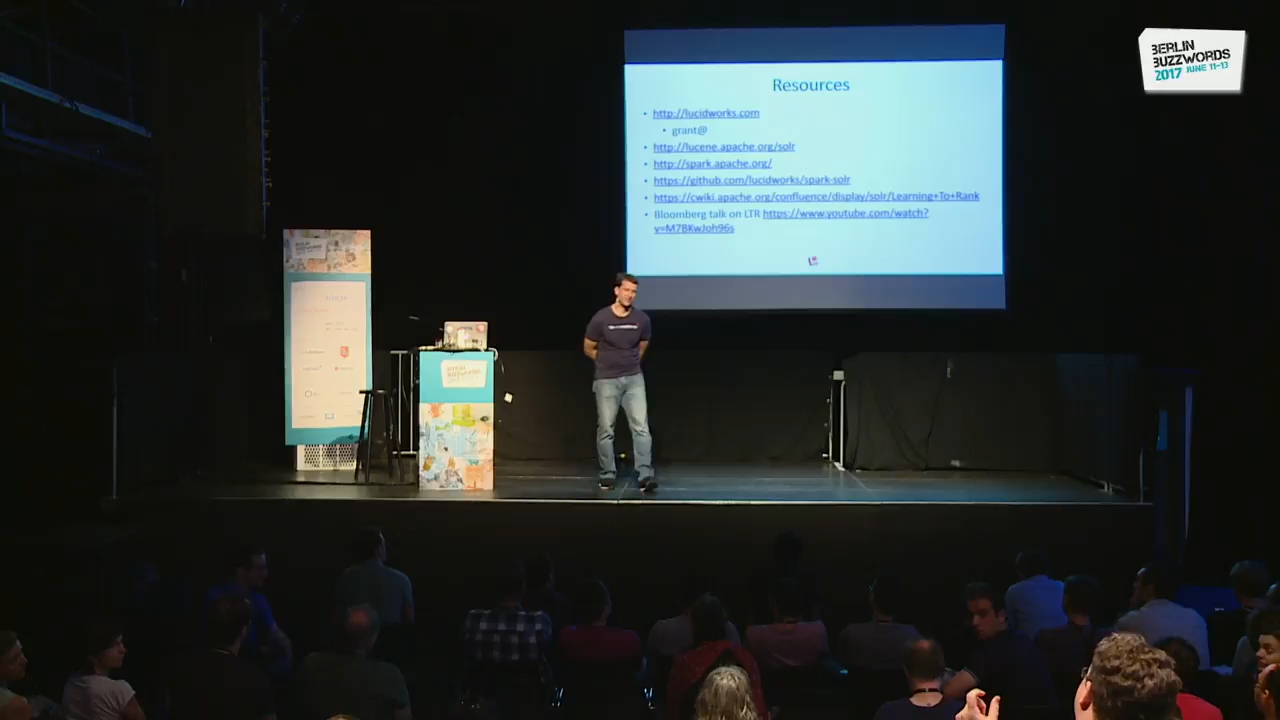 BERLIN
BUZZWORDS
2017 JUNE 11-13
Resources
http://lucidworks.com
grant@
http://lucene.apache.org/solr
http://spark.apache.org/
https://github.com/lucidworks/spark-solr
https://cwiki.apache.org/confluence/display/solr/Learning+To+Rank
Bloomberg talk on LTR https://www.youtube.com/watch?
v=M7BKwJoh96s